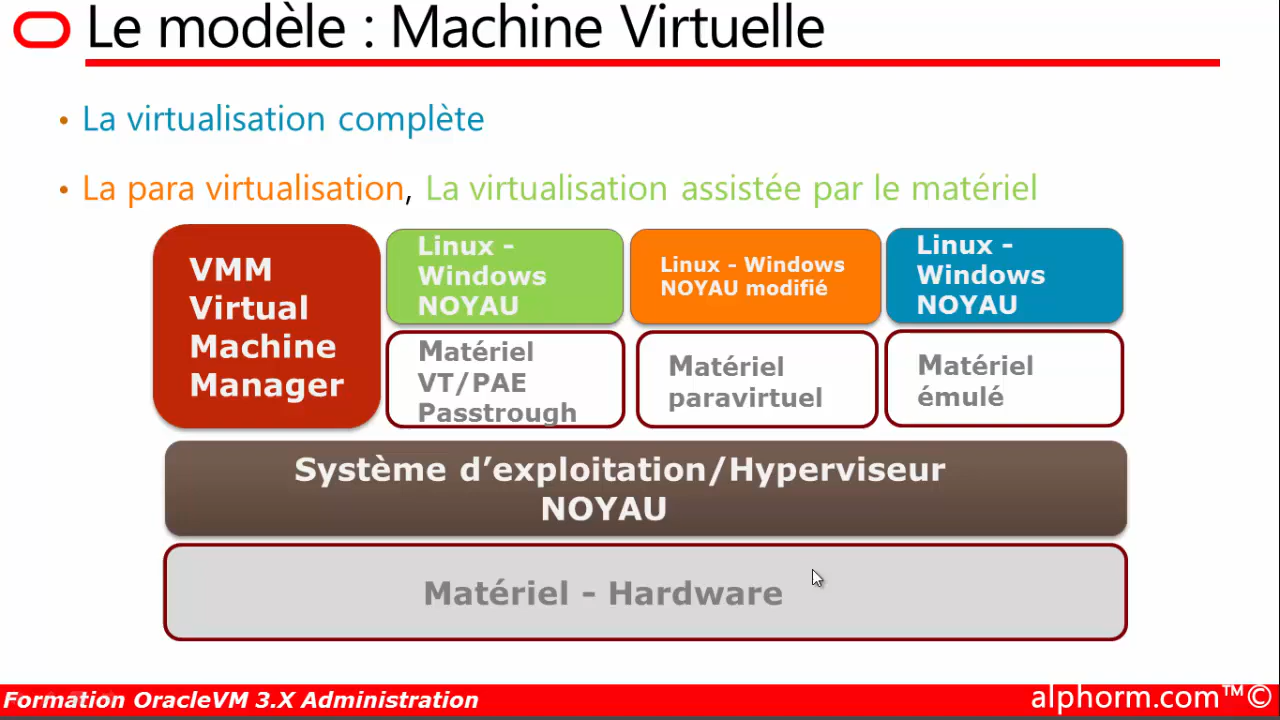 Le modèle : Machine Virtuelle
• La virtualisation complète
• La para virtualisation, La virtualisation assistée par le matériel
VMM
Virtual
Machine
Manager
Linux -
Windows
NOYAU
Linux - Windows
NOYAU modifié
Linux -
Windows
NOYAU
Matériel
VT/PAE
Passtrough
Matériel
paravirtuel
Matériel
émulé
Système d’exploitation/Hyperviseur
NOYAU
Matériel - Hardware
Formation OracleVM 3.X Administration
alphorm.com™©